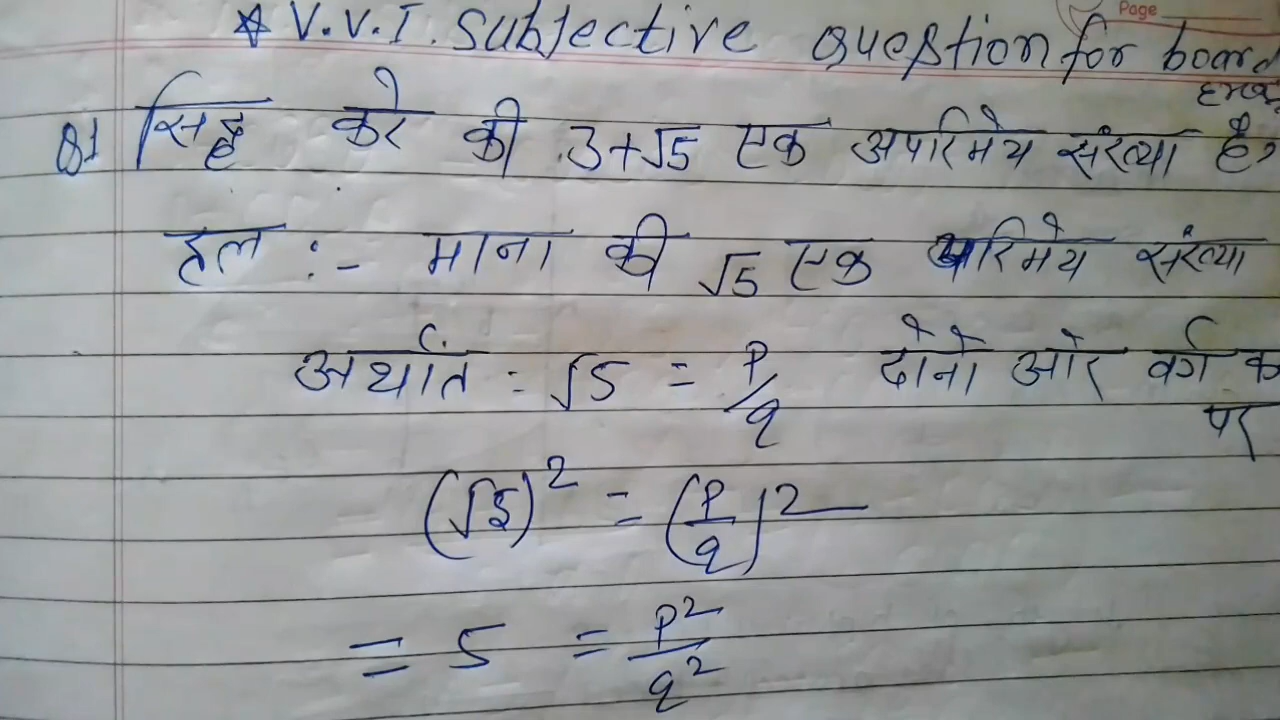 Page
☆ V.V.I. Subjective Question for board
Q1 सिद्ध करे की 3+√5 एक अपरिमेय संख्या है,
हल :- माना की √5 एक परिमेय संख्या
अर्थात : √5 = P/q दोनो ओर वर्ग क
पर
(√5)² = (P/q)²
= 5 = P²/q²